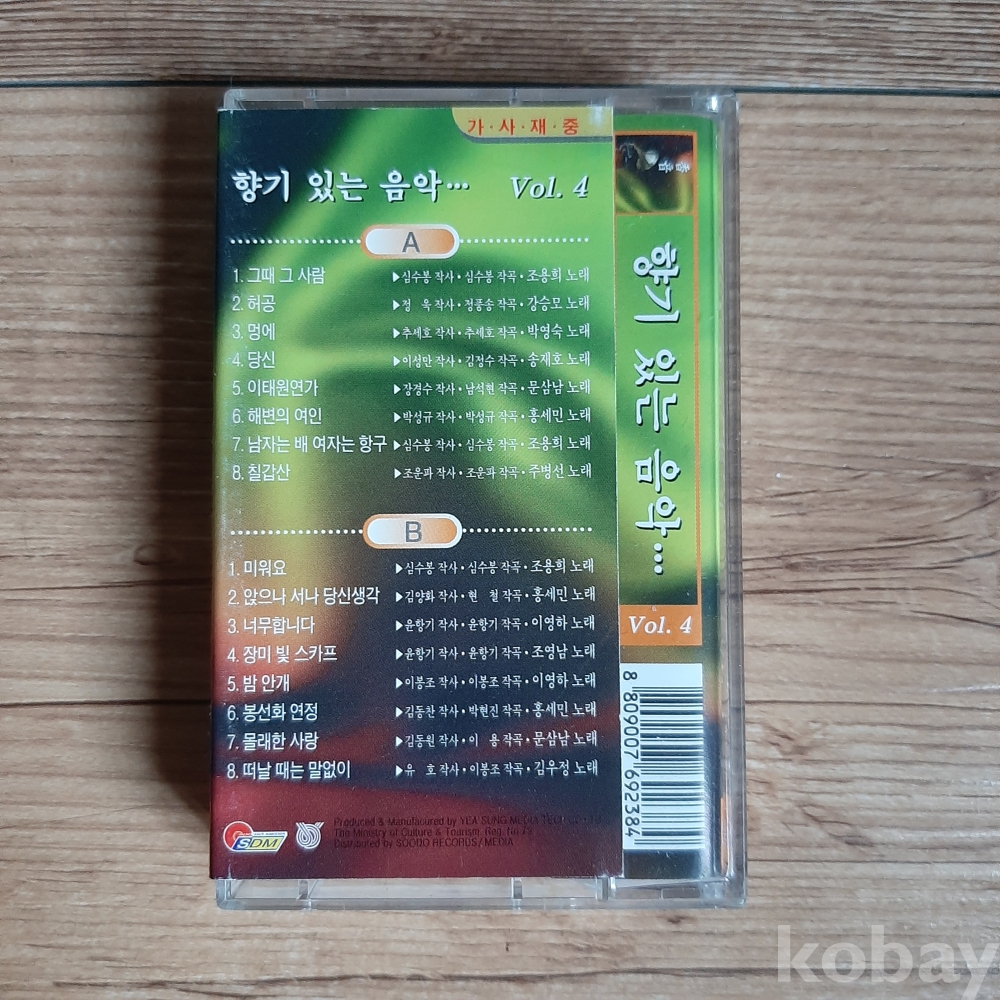 가·사·재·중
향기 있는 음악... Vol. 4
A
1. 그때 그 사람 ▶심수봉 작사·심수봉 작곡·조용희 노래
2. 허공 ▶정 욱 작사·정풍송 작곡·강승모 노래
3. 멍에 ▶추세호 작사·추세호 작곡·박영숙 노래
4. 당신 ▶이성만 작사·김정수 작곡·송재호 노래
5. 이태원연가 ▶장경수 작사·남석현 작곡·문삼남 노래
6. 해변의 여인 ▶박성규 작사·박성규 작곡·홍세민 노래
7. 남자는 배 여자는 항구 ▶심수봉 작사·심수봉 작곡·조용희 노래
8. 칠갑산 ▶조운파 작사·조운파 작곡·주병선 노래
B
1. 미워요 ▶심수봉 작사·심수봉 작곡·조용희 노래
2. 앉으나 서나 당신생각 ▶김양화 작사·현 철 작곡·홍세민 노래
3. 너무합니다 ▶윤항기 작사·윤항기 작곡·이영하 노래
4. 장미 빛 스카프 ▶윤항기 작사·윤항기 작곡·조영남 노래
5. 밤 안개 ▶이봉조 작사·이봉조 작곡·이영하 노래
6. 봉선화 연정 ▶김동찬 작사·박현진 작곡·홍세민 노래
7. 몰래한 사랑 ▶김동원 작사·이 용 작곡·문삼남 노래
8. 떠날 때는 말없이 ▶유 호 작사·이봉조 작곡·김우정 노래
SDM
Produced & Manufactured by YEA SUNG MEDIA
The Ministry of Culture & Tourism. Reg. No.
Distributed by SOODO RECORDS/MEDIA
향기 있는 음악...
Vol. 4
8 809007 692384
kobay